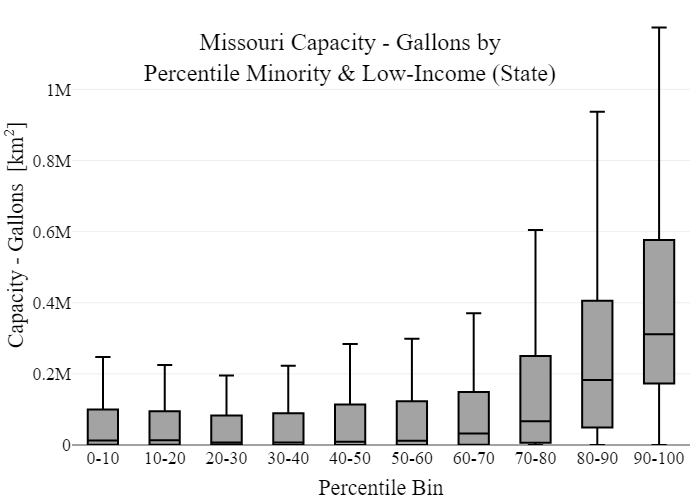 Missouri Capacity - Gallons by
Percentile Minority & Low-Income (State)
Capacity - Gallons [km²]
1M
0.8M
0.6M
0.4M
0.2M
0
0-10 10-20 20-30 30-40 40-50 50-60 60-70 70-80 80-90 90-100
Percentile Bin